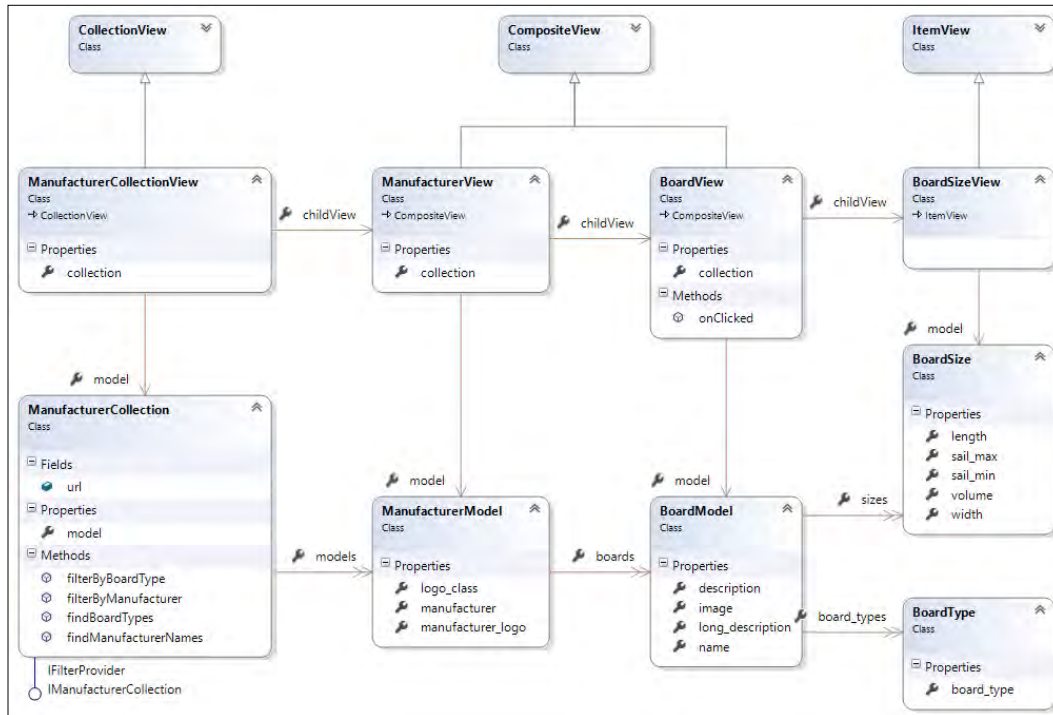 CollectionView
Class
CompositeView
Class
ItemView
Class
ManufacturerCollectionView
Class
CollectionView
Properties
collection
childView
ManufacturerView
Class
CompositeView
Properties
collection
childView
BoardView
Class
CompositeView
Properties
collection
Methods
onClicked
childView
BoardSizeView
Class
ItemView
model
model
model
model
ManufacturerCollection
Class
Fields
url
Properties
model
Methods
filterByBoardType
filterByManufacturer
findBoardTypes
findManufacturerNames
IFilterProvider
IManufacturerCollection
models
ManufacturerModel
Class
Properties
logo_class
manufacturer
manufacturer_logo
boards
BoardModel
Class
Properties
description
image
long_description
name
sizes
board_types
BoardSize
Class
Properties
length
sail_max
sail_min
volume
width
BoardType
Class
Properties
board_type